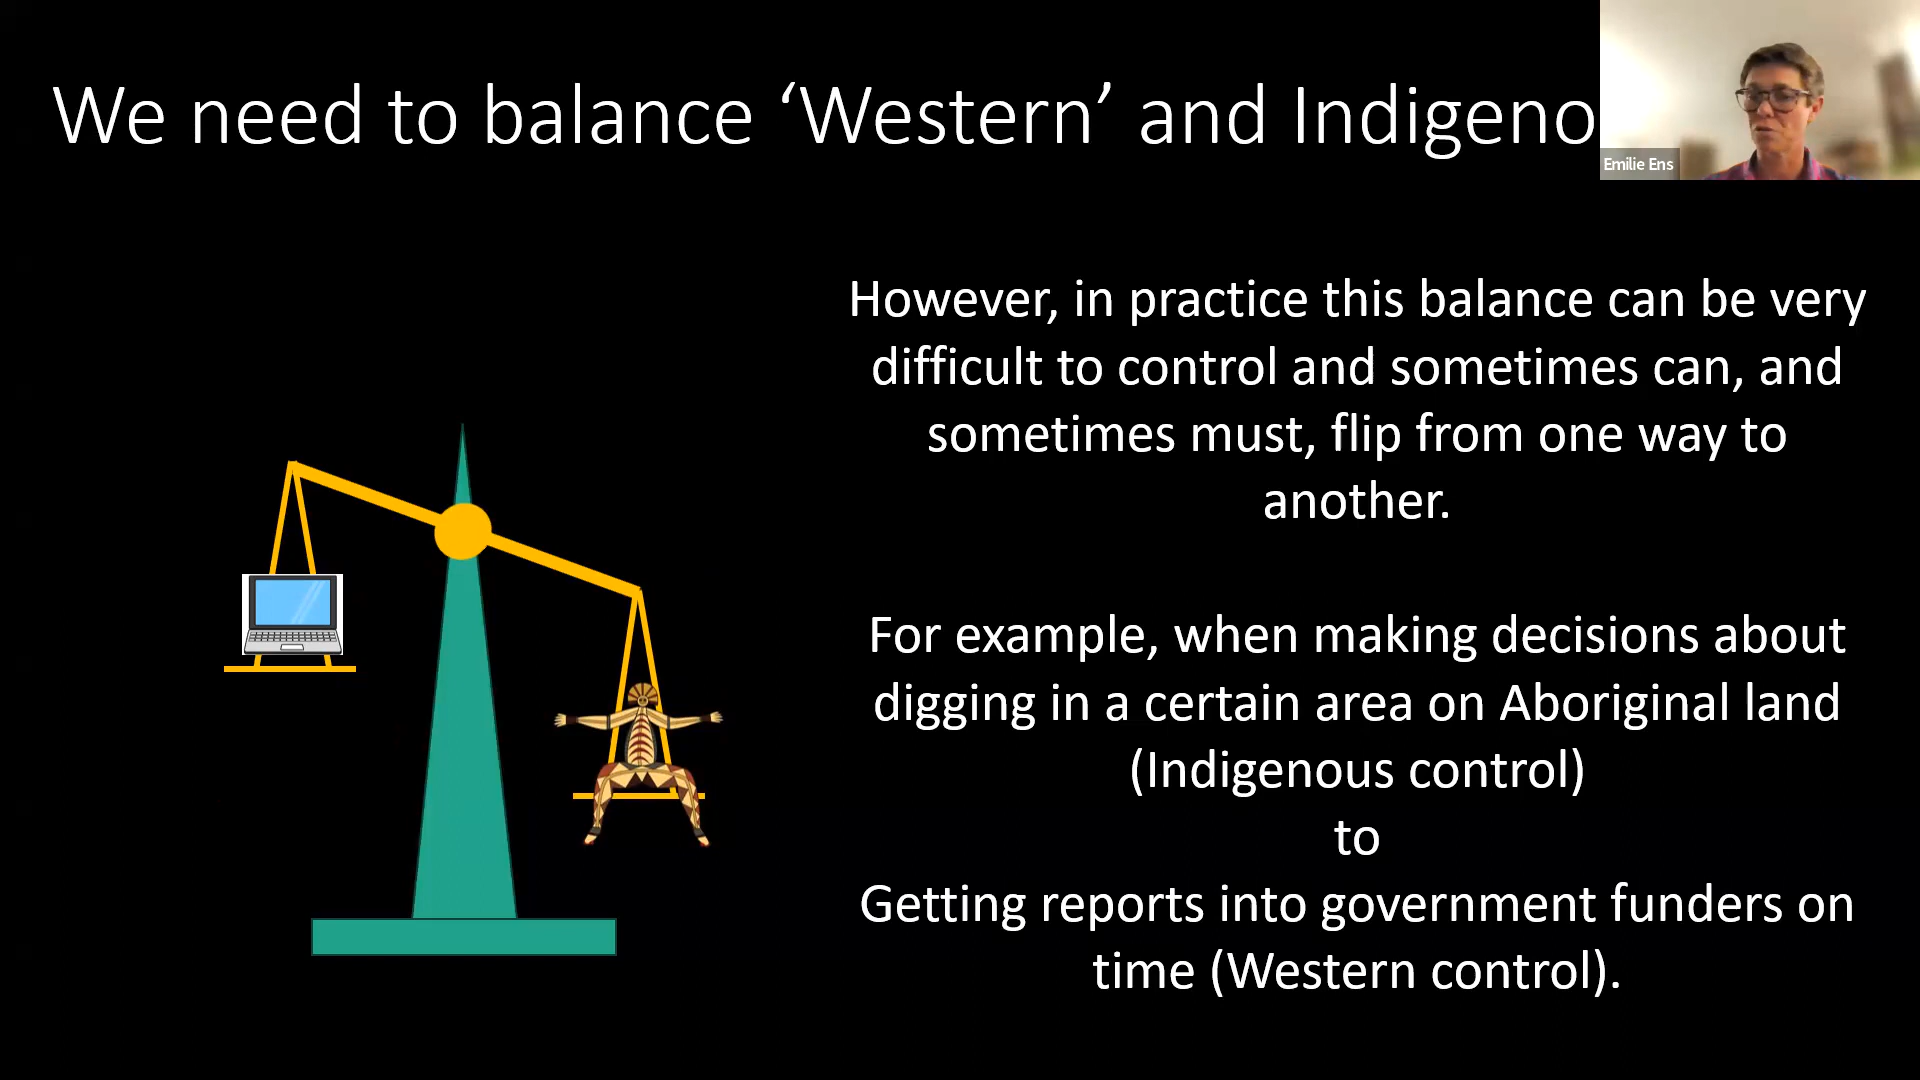 We need to balance ‘Western’ and Indigeno
Emilie Ens
However, in practice this balance can be very
difficult to control and sometimes can, and
sometimes must, flip from one way to
another.
For example, when making decisions about
digging in a certain area on Aboriginal land
(Indigenous control)
to
Getting reports into government funders on
time (Western control).